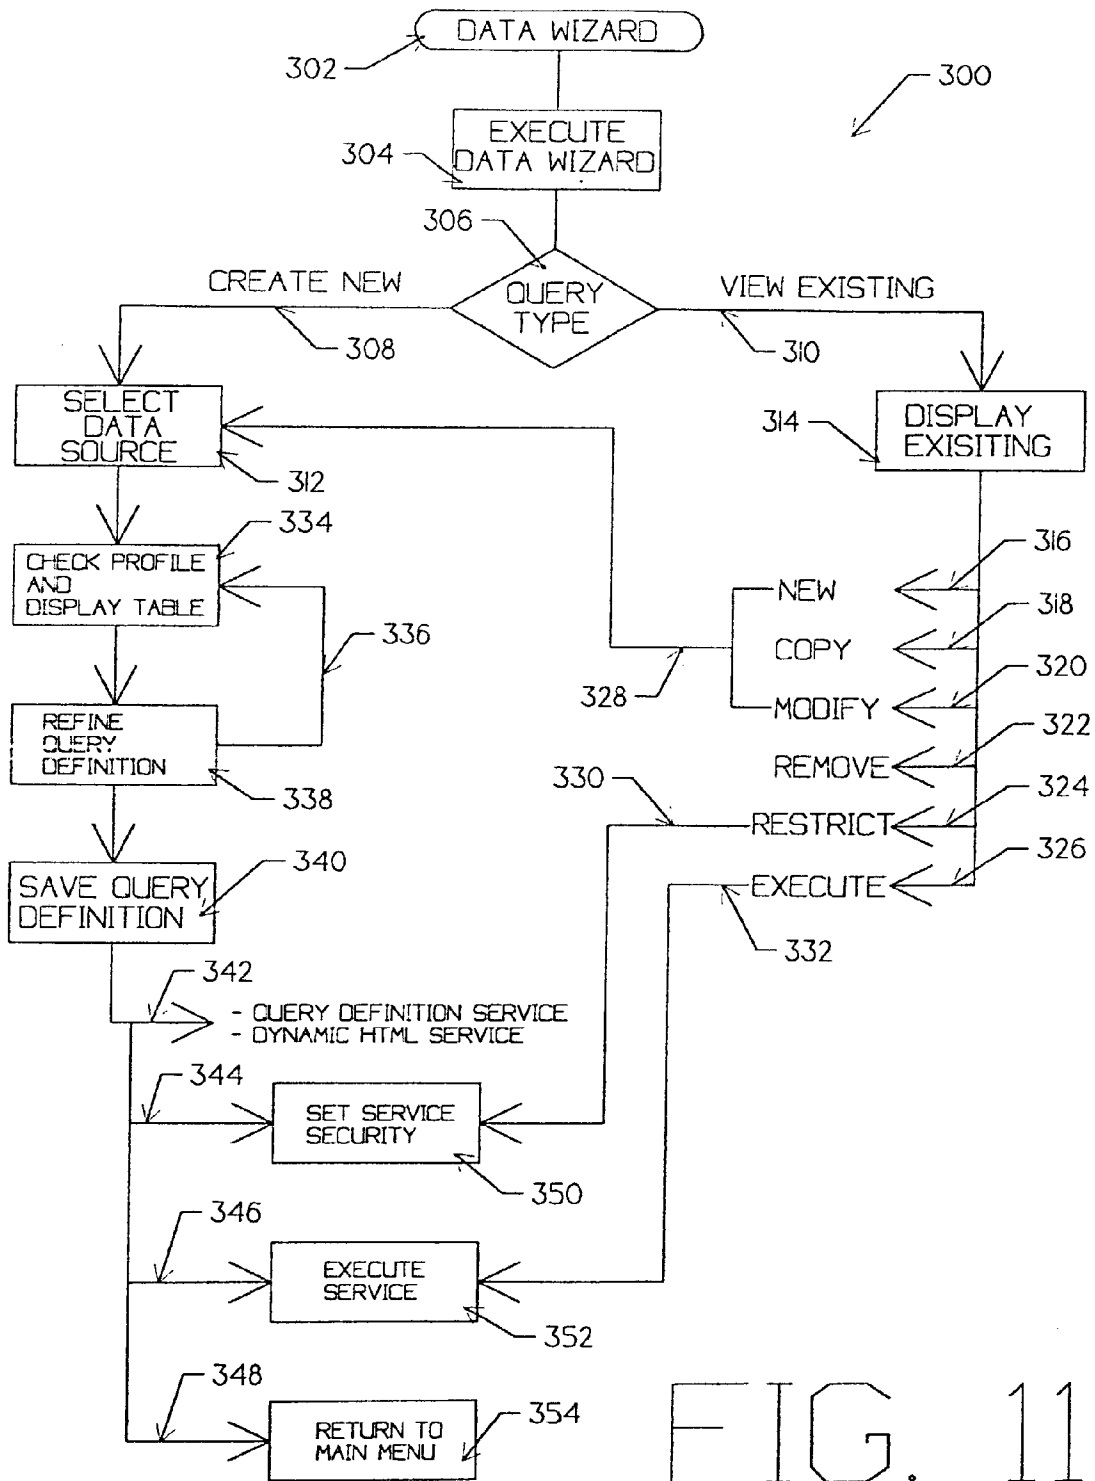 DATA WIZARD
302
300
EXECUTE
DATA WIZARD
304
306
CREATE NEW
QUERY
TYPE
VIEW EXISTING
308
310
SELECT
DATA
SOURCE
312
314
DISPLAY
EXISITING
334
CHECK PROFILE
AND
DISPLAY TABLE
336
316
NEW
318
COPY
320
328
MODIFY
REFINE
QUERY
DEFINITION
338
322
REMOVE
330
324
RESTRICT
340
326
EXECUTE
SAVE QUERY
DEFINITION
332
342
- QUERY DEFINITION SERVICE
- DYNAMIC HTML SERVICE
344
SET SERVICE
SECURITY
350
346
EXECUTE
SERVICE
352
348
RETURN TO
MAIN MENU
354
FIG. 11